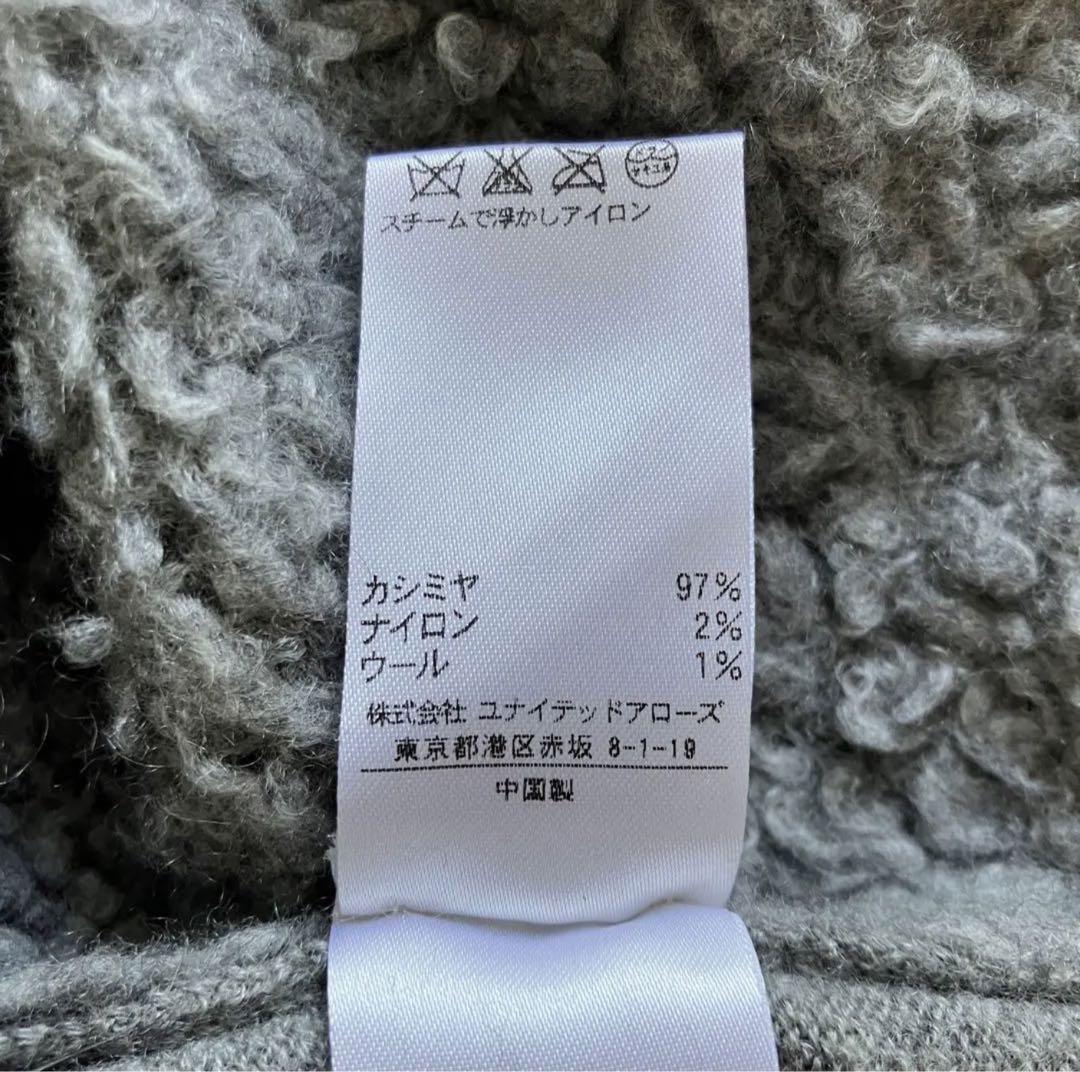 スチームで浮かしアイロン
カシミヤ 97%
ナイロン 2%
ウール 1%
株式会社 ユナイテッドアローズ
東京都港区赤坂 8-1-19
中国製